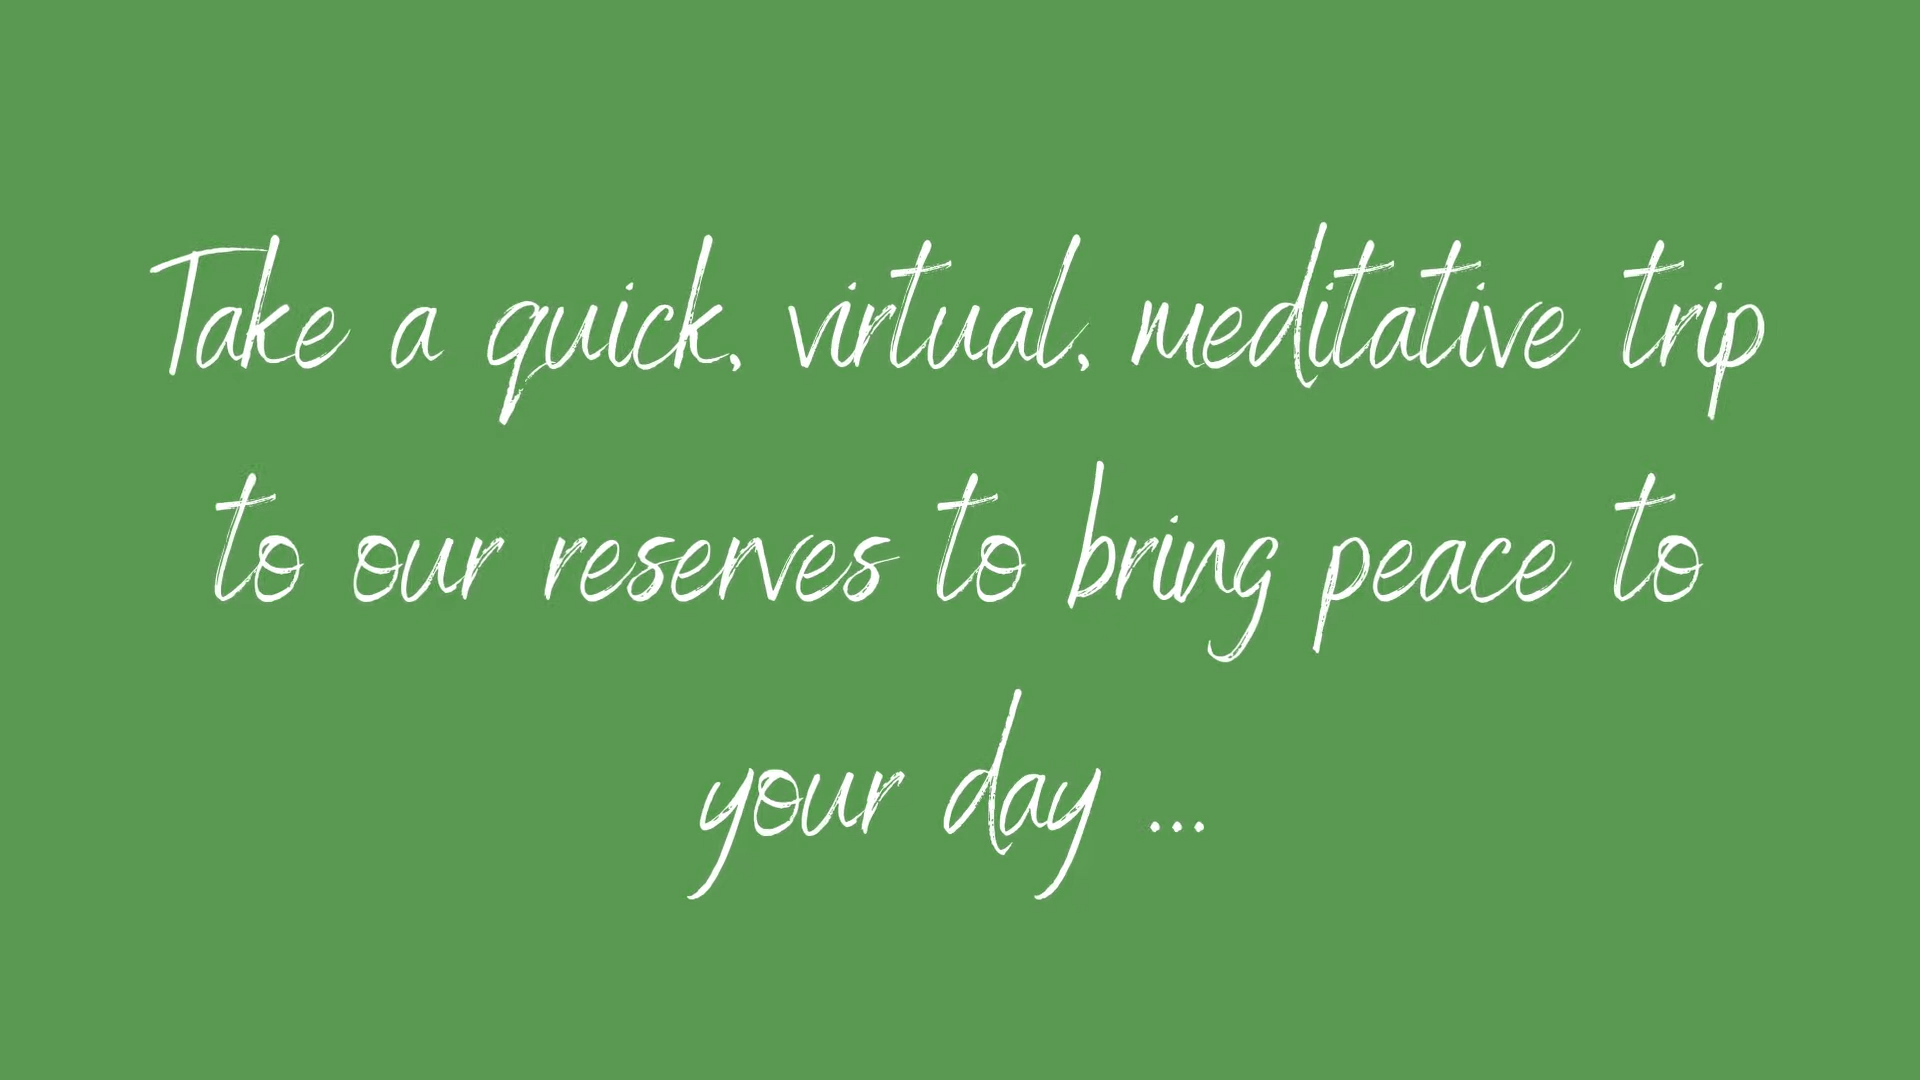 Take a quick, virtual, meditative trip
to our reserves to bring peace to
your day ...